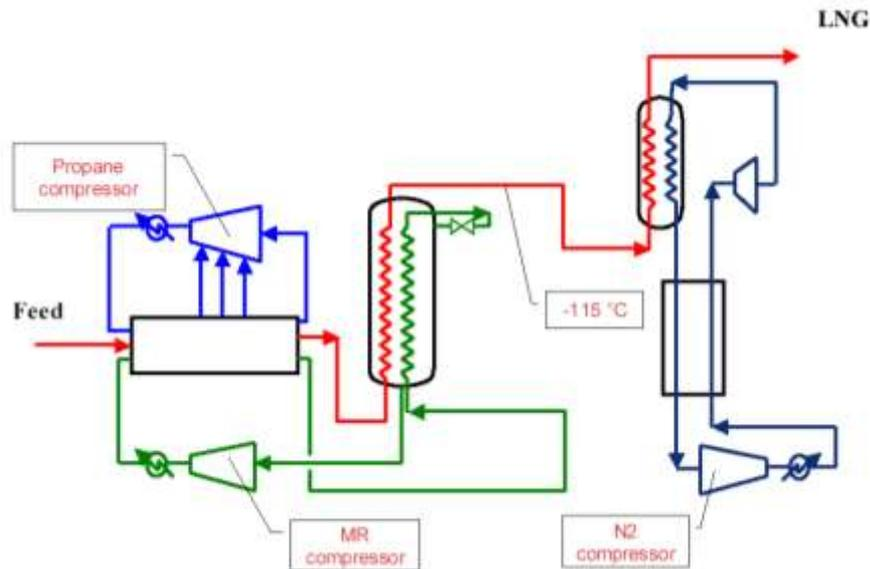 LNG
Propane
compressor
Feed
-115 °C
MR
compressor
N2
compressor